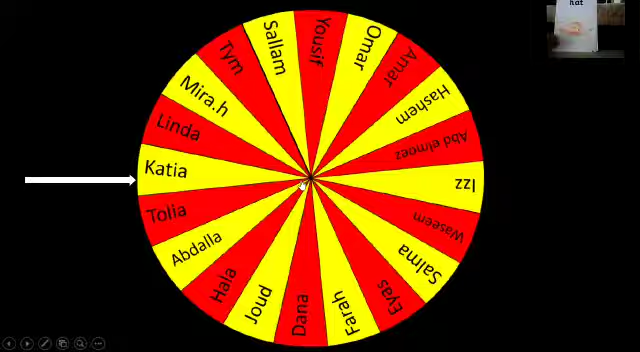 hat
Yousif
Omar
Amar
Hashem
Abd elmoez
Izz
Waseem
Salma
Eyas
Farah
Dana
Joud
Hala
Abdalla
Tolia
Katia
Linda
Mira.h
Tym
Sallam